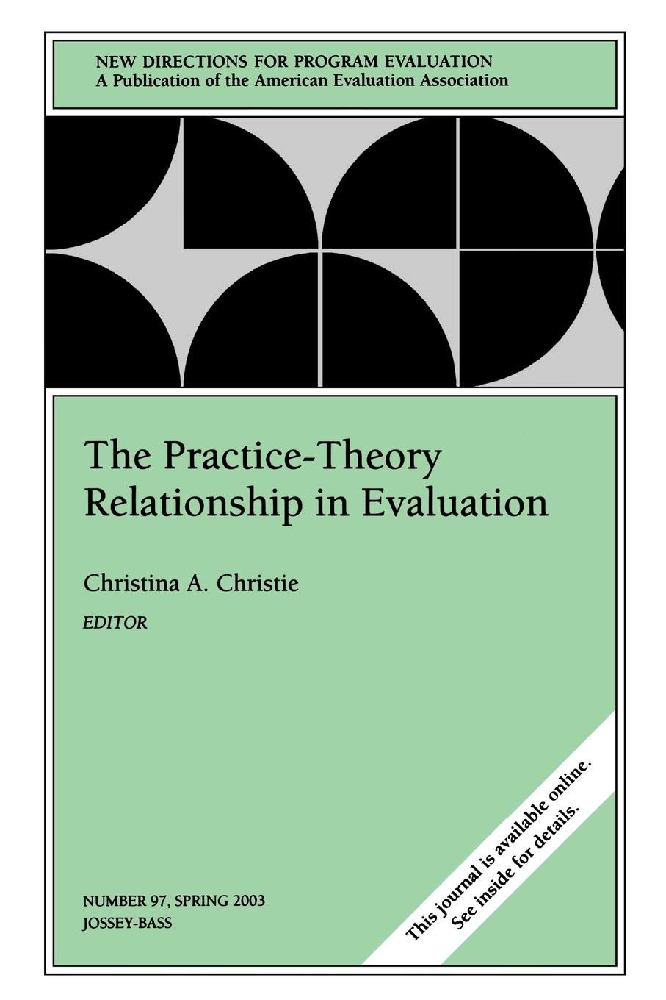 NEW DIRECTIONS FOR PROGRAM EVALUATION
A Publication of the American Evaluation Association
The Practice-Theory
Relationship in Evaluation
Christina A. Christie
EDITOR
This journal is available online.
See inside for details.
NUMBER 97, SPRING 2003
JOSSEY-BASS